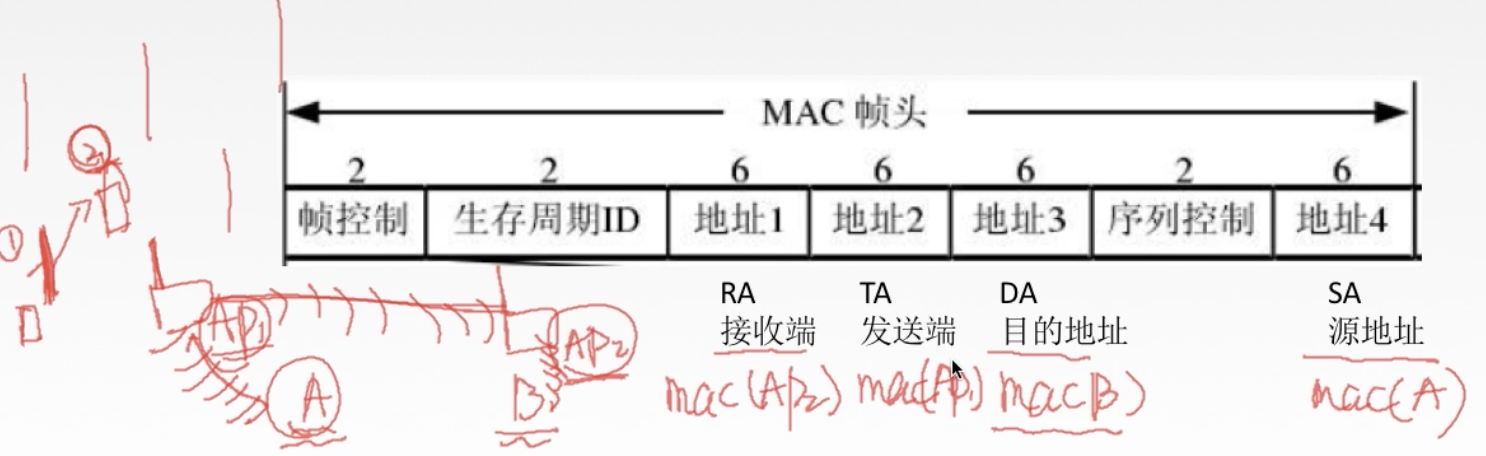 MAC 帧头
2 2 6 6 6 2 6
帧控制 生存周期ID 地址1 地址2 地址3 序列控制 地址4
RA TA DA SA
接收端 发送端 目的地址 源地址
mac(AP2) mac(AP1) mac(B) mac(A)
2
1
AP1
AP2
A
B